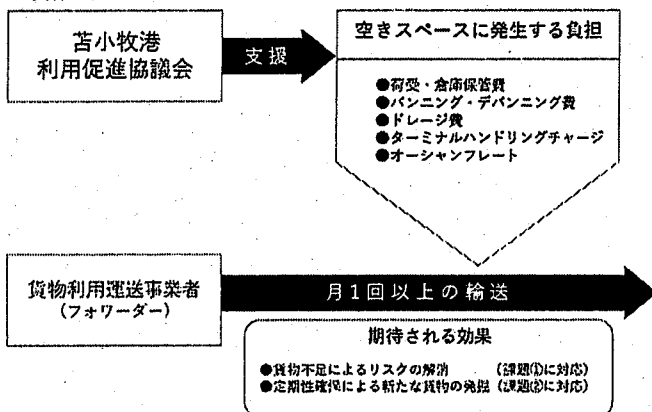 苫小牧港
利用促進協議会
支援
空きスペースに発生する負担
●荷受・倉庫保管費
●バンニング・デバンニング費
●ドレージ費
●ターミナルハンドリングチャージ
●オーシャンフレート
貨物利用運送事業者
(フォワーダー)
月1回以上の輸送
期待される効果
●貨物不足によるリスクの解消 (課題①に対応)
●定期性確保による新たな貨物の発掘 (課題②に対応)